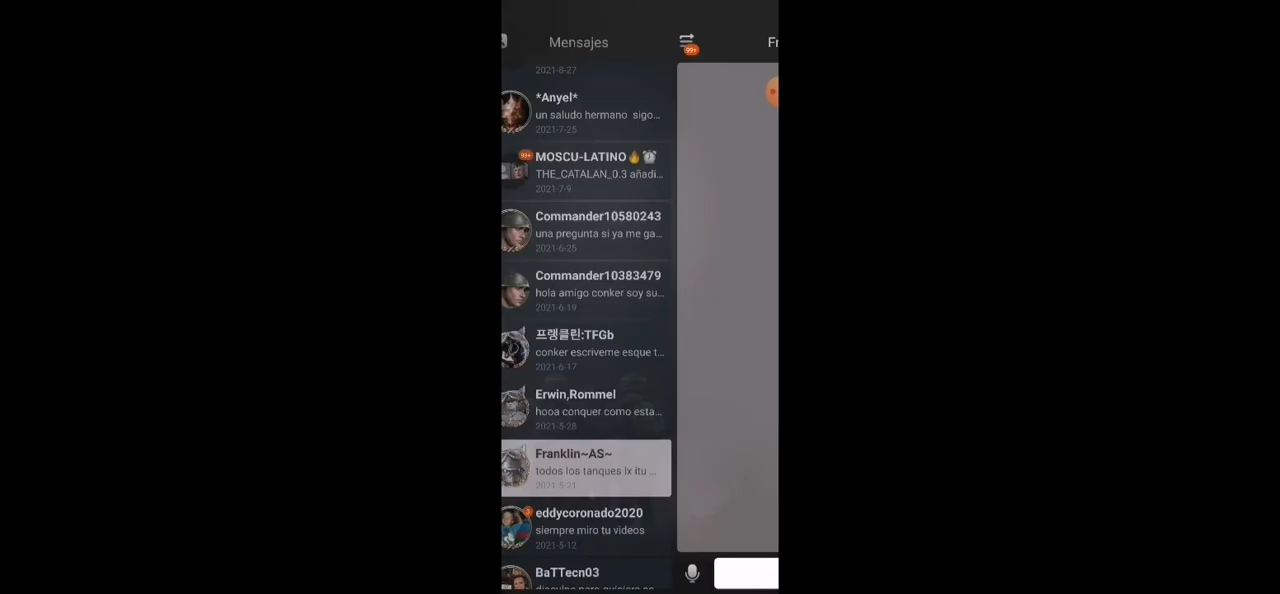 Mensajes
99+
Fr
2021-8-27
*Anyel*
un saludo hermano sigo...
2021-7-25
99+
MOSCU-LATINO🔥⏰
THE_CATALAN_0.3 añadi...
2021-7-9
Commander10580243
una pregunta si ya me ga...
2021-6-25
Commander10383479
hola amigo conker soy su...
2021-6-19
프랭클린:TFGb
conker escriveme esque t...
2021-6-17
Erwin,Rommel
hooa conquer como esta...
2021-5-28
Franklin~AS~
todos los tanques lx itu ...
2021-5-21
3
eddycoronado2020
siempre miro tu videos
2021-5-12
BaTTecn03